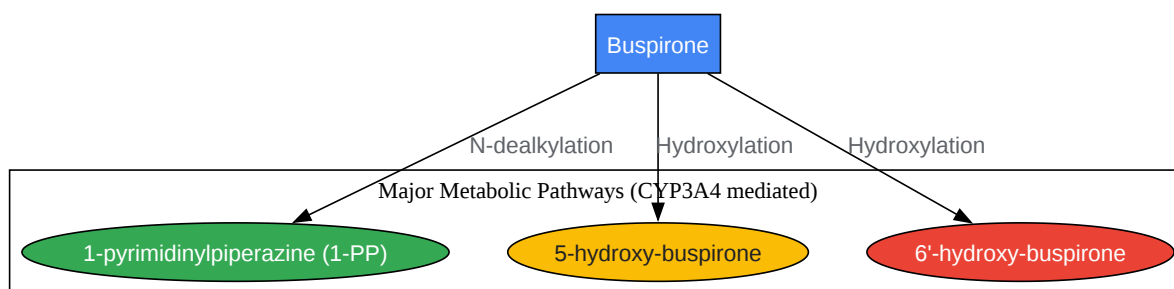 Buspirone
N-dealkylation
Hydroxylation
Hydroxylation
Major Metabolic Pathways (CYP3A4 mediated)
1-pyrimidinylpiperazine (1-PP)
5-hydroxy-buspirone
6'-hydroxy-buspirone